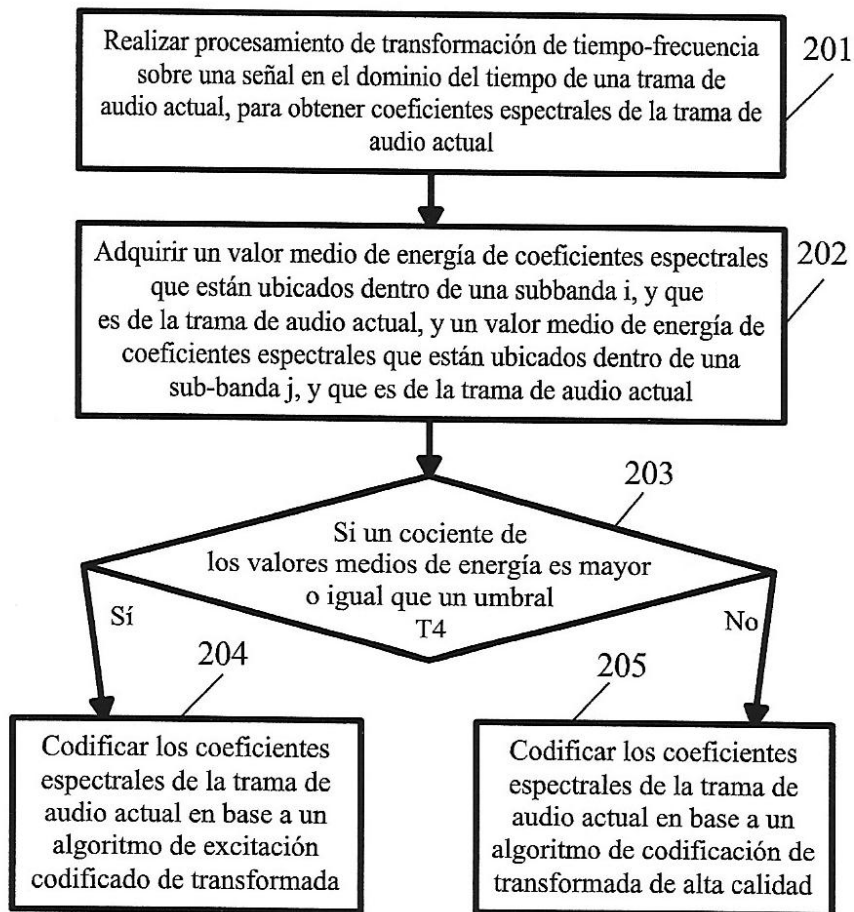 Realizar procesamiento de transformación de tiempo-frecuencia
sobre una señal en el dominio del tiempo de una trama de
audio actual, para obtener coeficientes espectrales de la trama de
audio actual
201
Adquirir un valor medio de energía de coeficientes espectrales
que están ubicados dentro de una subbanda i, y que
es de la trama de audio actual, y un valor medio de energía de
coeficientes espectrales que están ubicados dentro de una
sub-banda j, y que es de la trama de audio actual
202
203
Si un cociente de
los valores medios de energía es mayor
o igual que un umbral
T4
Sí
No
204
205
Codificar los coeficientes
espectrales de la trama de
audio actual en base a un
algoritmo de excitación
codificado de transformada
Codificar los coeficientes
espectrales de la trama de
audio actual en base a un
algoritmo de codificación de
transformada de alta calidad